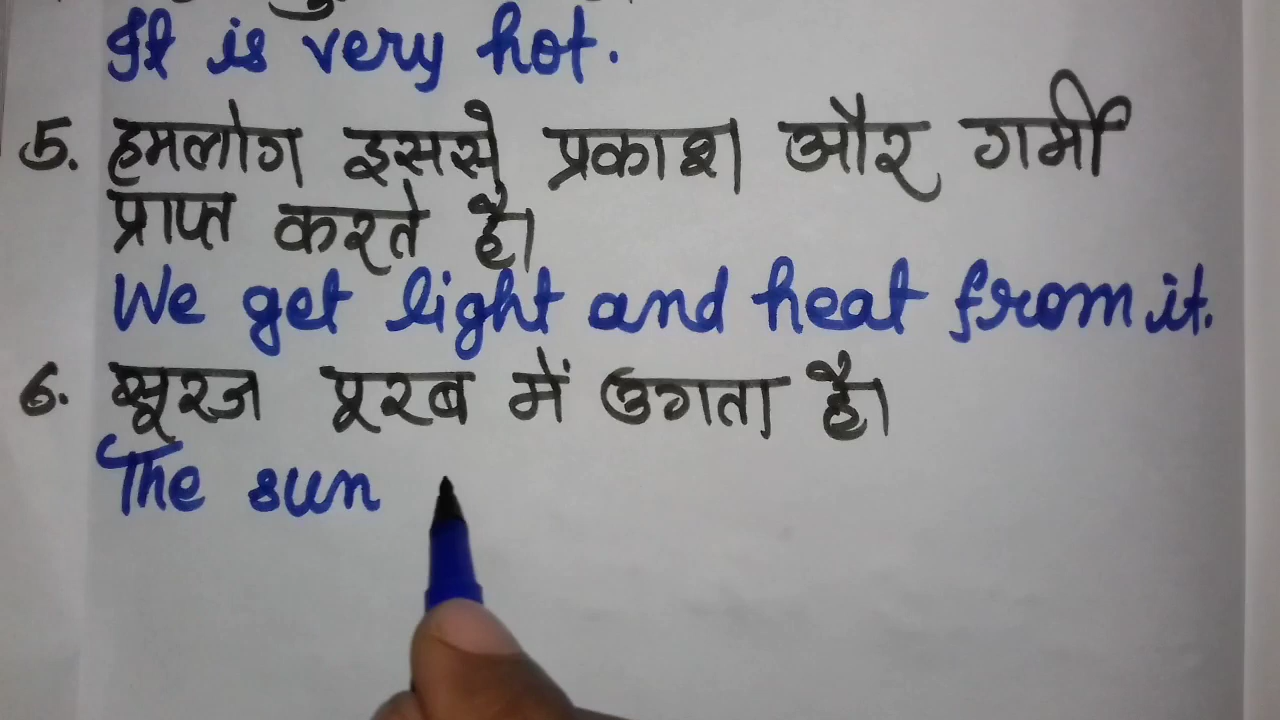 It is very hot.
5. हमलोग इससे प्रकाश और गर्मी
प्राप्त करते है।
We get light and heat from it.
6. सूरज पूरब में उगता है।
The sun